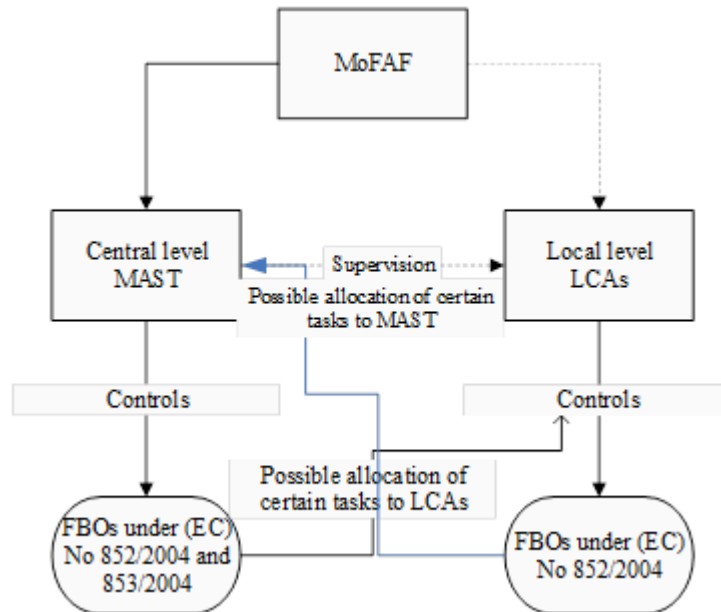 MoFAF
Central level
MAST
Supervision
Local level
LCAs
Possible allocation of certain
tasks to MAST
Controls
Controls
Possible allocation of
certain tasks to LCAs
FBOs under (EC)
No 852/2004 and
853/2004
FBOs under (EC)
No 852/2004